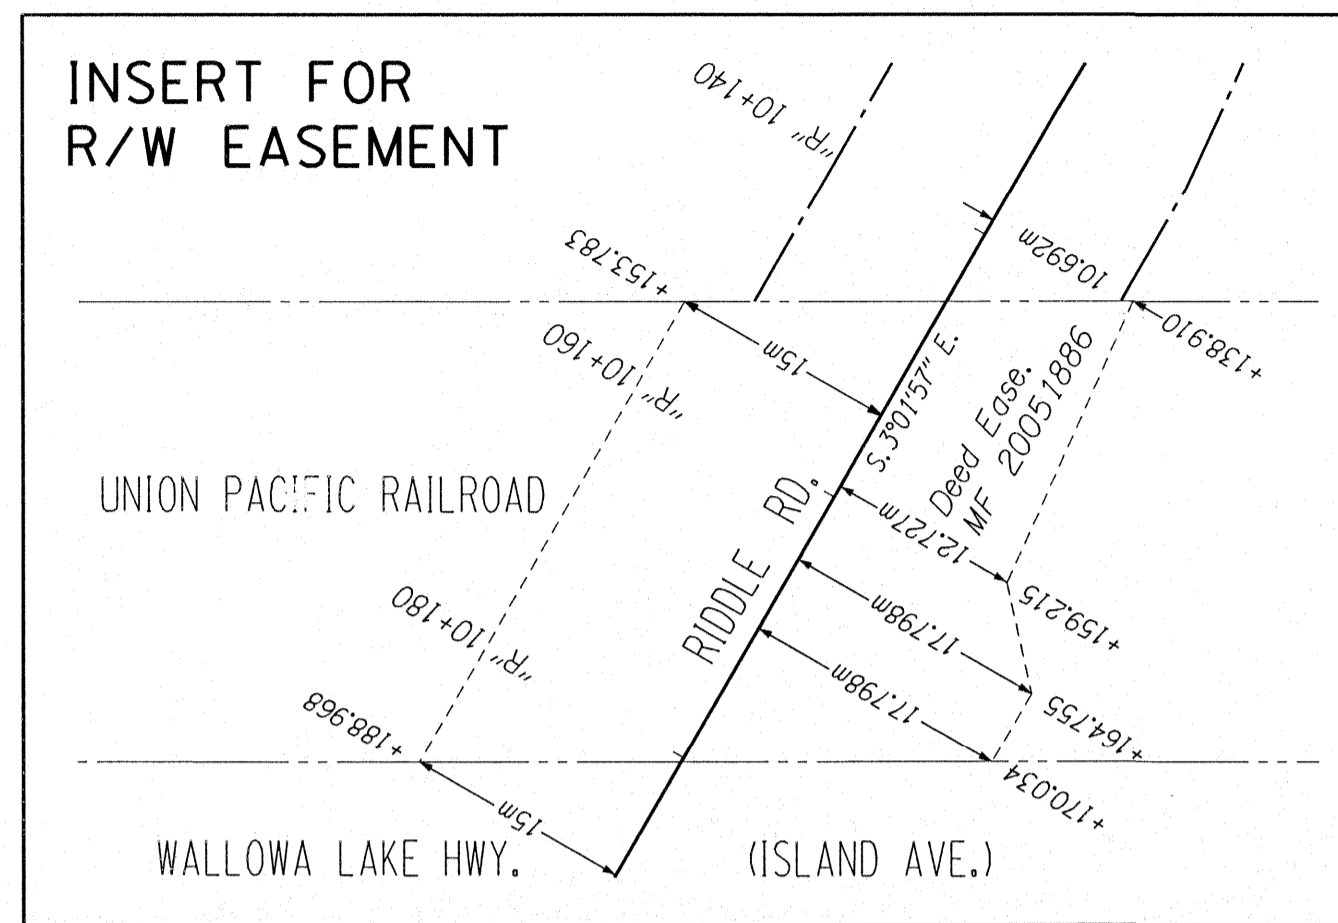 INSERT FOR
R/W EASEMENT
"R" 10+140
10.692m
+153.783
+138.910
15m
"R" 10+160
S. 3°01'57" E.
Deed Ease.
MF 20051886
UNION PACIFIC RAILROAD
RIDDLE RD.
12.727m
+159.215
17.798m
"R" 10+180
17.798m
+164.755
+188.968
+170.034
15m
WALLOWA LAKE HWY.
(ISLAND AVE.)